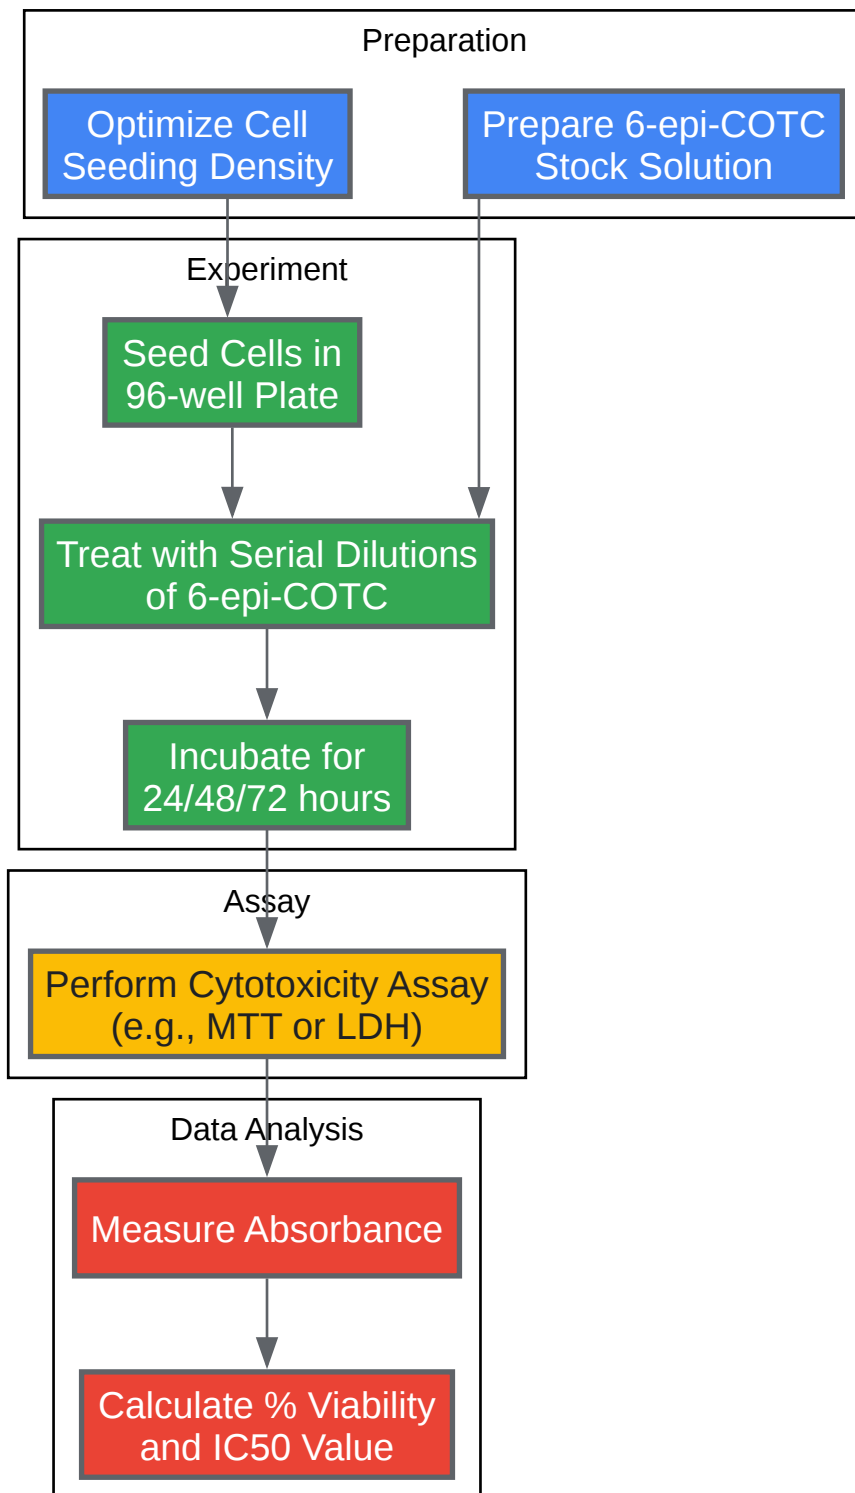 Preparation
Optimize Cell
Seeding Density
Prepare 6-epi-COTC
Stock Solution
Experiment
Seed Cells in
96-well Plate
Treat with Serial Dilutions
of 6-epi-COTC
Incubate for
24/48/72 hours
Assay
Perform Cytotoxicity Assay
(e.g., MTT or LDH)
Data Analysis
Measure Absorbance
Calculate % Viability
and IC50 Value